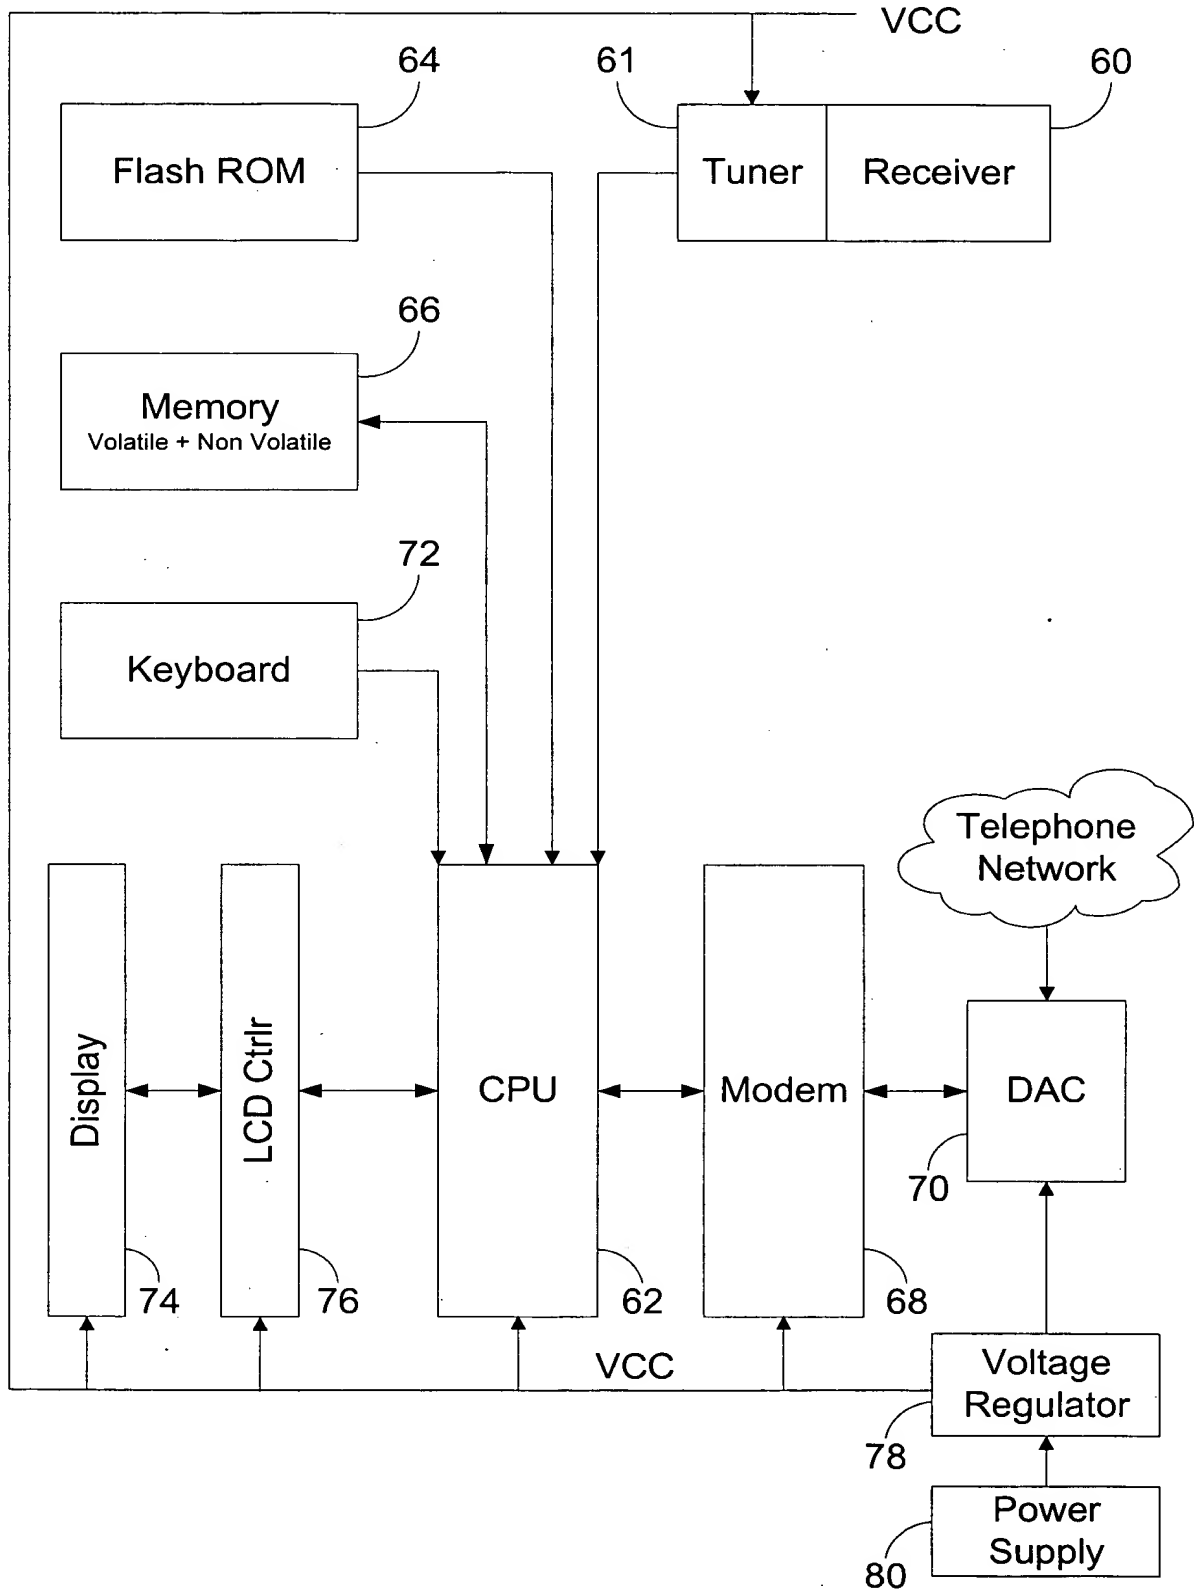 VCC
64
61
60
Flash ROM
Tuner
Receiver
66
Memory
Volatile + Non Volatile
72
Keyboard
Telephone
Network
Display
LCD Ctrlr
CPU
Modem
DAC
70
74
76
62
68
VCC
Voltage
Regulator
78
Power
Supply
80